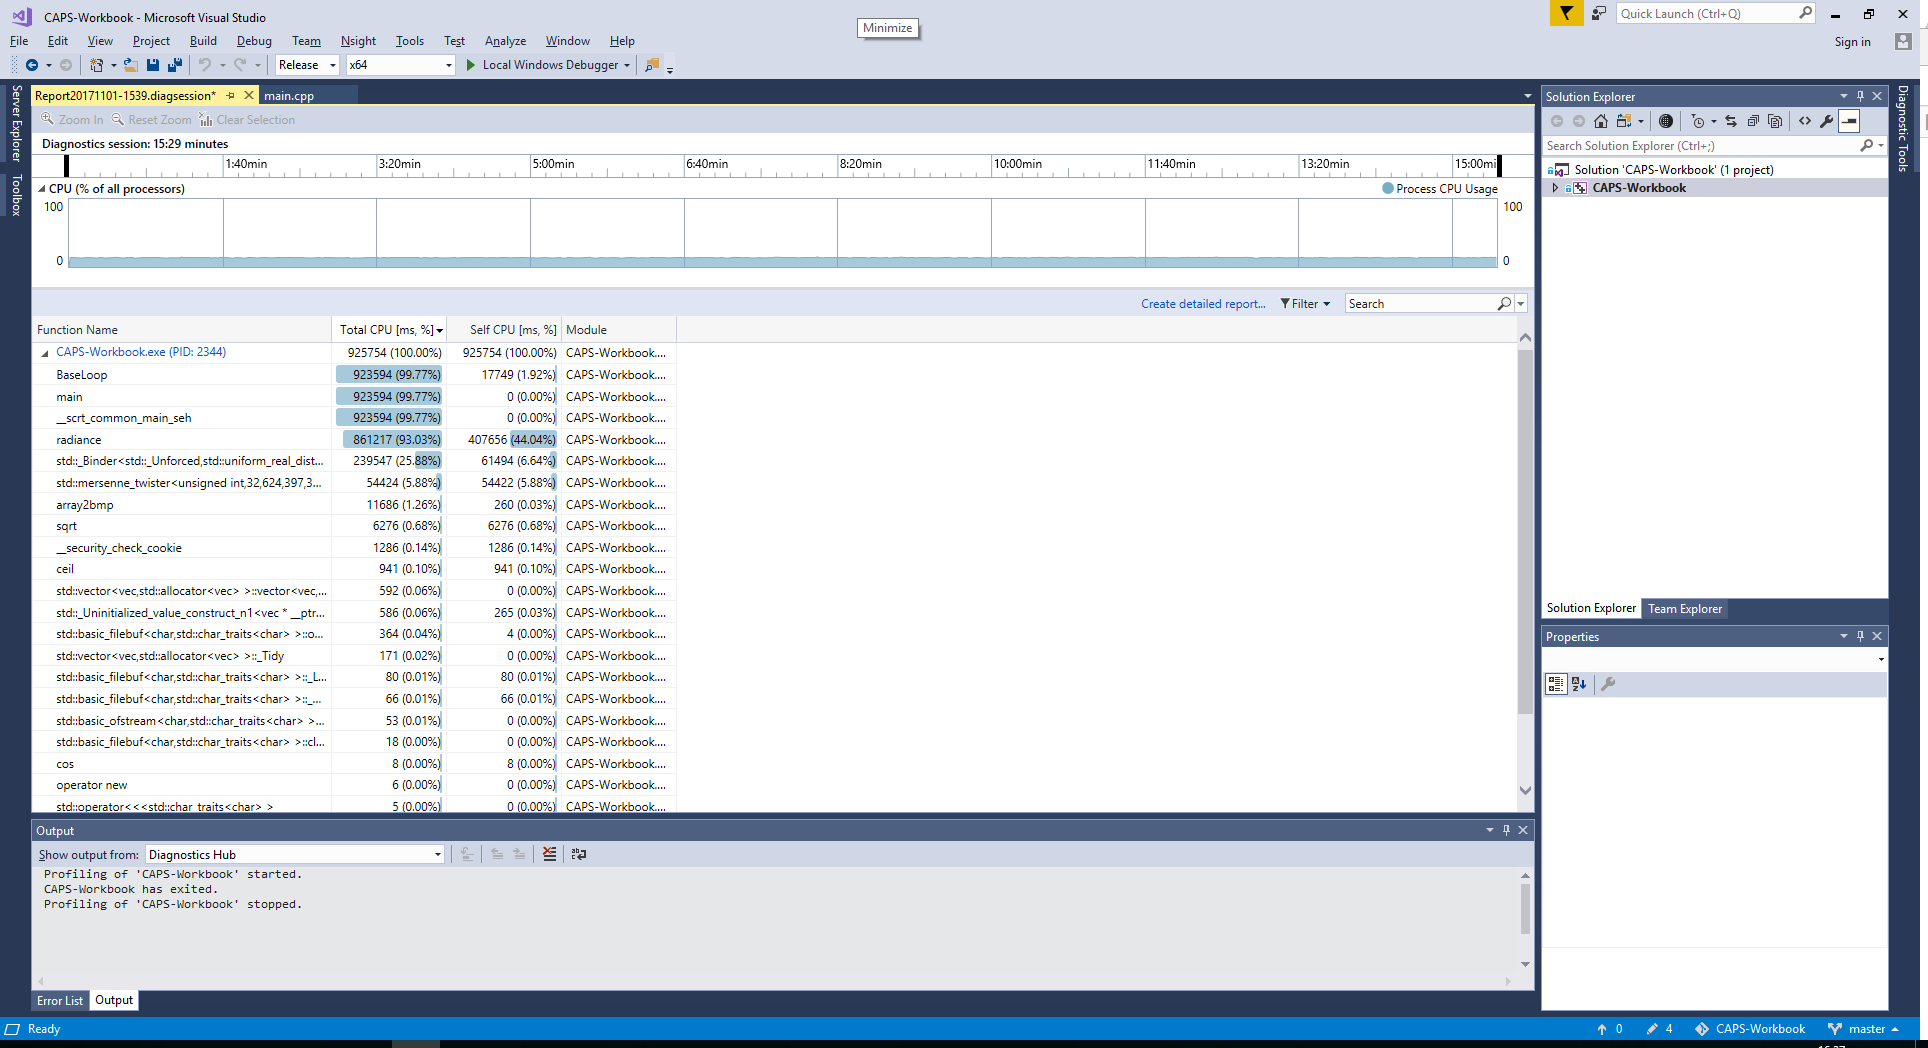 CAPS-Workbook - Microsoft Visual Studio
Minimize
Quick Launch (Ctrl+Q)
File Edit View Project Build Debug Team Nsight Tools Test Analyze Window Help
Sign in
Release x64 Local Windows Debugger
Server Explorer
Toolbox
Report20171101-1539.diagsession* main.cpp
Zoom In Reset Zoom Clear Selection
Diagnostics session: 15:29 minutes
1:40min 3:20min 5:00min 6:40min 8:20min 10:00min 11:40min 13:20min 15:00mi
CPU (% of all processors) Process CPU Usage
100 100
0 0
Create detailed report... Filter Search
Function Name Total CPU [ms, %] Self CPU [ms, %] Module
CAPS-Workbook.exe (PID: 2344) 925754 (100.00%) 925754 (100.00%) CAPS-Workbook....
BaseLoop 923594 (99.77%) 17749 (1.92%) CAPS-Workbook....
main 923594 (99.77%) 0 (0.00%) CAPS-Workbook....
__scrt_common_main_seh 923594 (99.77%) 0 (0.00%) CAPS-Workbook....
radiance 861217 (93.03%) 407656 (44.04%) CAPS-Workbook....
std::_Binder<std::_Unforced,std::uniform_real_dist... 239547 (25.88%) 61494 (6.64%) CAPS-Workbook....
std::mersenne_twister<unsigned int,32,624,397,3... 54424 (5.88%) 54422 (5.88%) CAPS-Workbook....
array2bmp 11686 (1.26%) 260 (0.03%) CAPS-Workbook....
sqrt 6276 (0.68%) 6276 (0.68%) CAPS-Workbook....
__security_check_cookie 1286 (0.14%) 1286 (0.14%) CAPS-Workbook....
ceil 941 (0.10%) 941 (0.10%) CAPS-Workbook....
std::vector<vec,std::allocator<vec> >::vector<vec,... 592 (0.06%) 0 (0.00%) CAPS-Workbook....
std::_Uninitialized_value_construct_n1<vec * __ptr... 586 (0.06%) 265 (0.03%) CAPS-Workbook....
std::basic_filebuf<char,std::char_traits<char> >::o... 364 (0.04%) 4 (0.00%) CAPS-Workbook....
std::vector<vec,std::allocator<vec> >::_Tidy 171 (0.02%) 0 (0.00%) CAPS-Workbook....
std::basic_filebuf<char,std::char_traits<char> >::_L... 80 (0.01%) 80 (0.01%) CAPS-Workbook....
std::basic_filebuf<char,std::char_traits<char> >::_... 66 (0.01%) 66 (0.01%) CAPS-Workbook....
std::basic_ofstream<char,std::char_traits<char> >... 53 (0.01%) 0 (0.00%) CAPS-Workbook....
std::basic_filebuf<char,std::char_traits<char> >::cl... 18 (0.00%) 0 (0.00%) CAPS-Workbook....
cos 8 (0.00%) 8 (0.00%) CAPS-Workbook....
operator new 6 (0.00%) 0 (0.00%) CAPS-Workbook....
std::operator<<<std::char_traits<char> > 5 (0.00%) 0 (0.00%) CAPS-Workbook....
Output
Show output from: Diagnostics Hub
Profiling of 'CAPS-Workbook' started.
CAPS-Workbook has exited.
Profiling of 'CAPS-Workbook' stopped.
Error List Output
Solution Explorer
Search Solution Explorer (Ctrl+;)
Solution 'CAPS-Workbook' (1 project)
CAPS-Workbook
Solution Explorer Team Explorer
Properties
Diagnostic Tools
Ready 0 4 CAPS-Workbook master